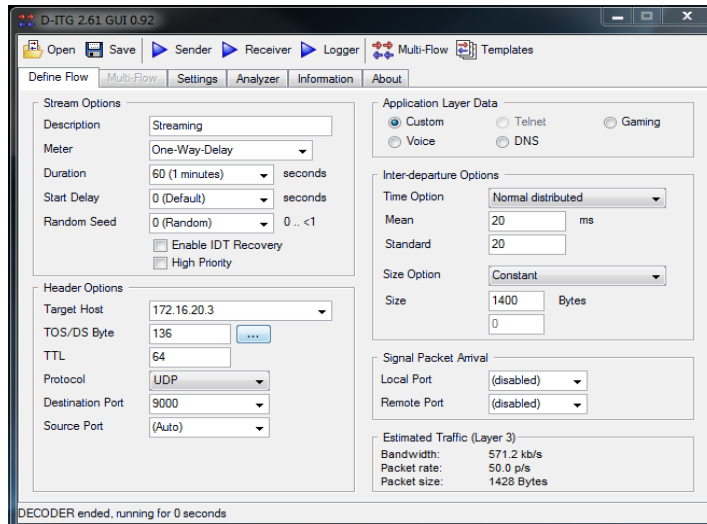 D-ITG 2.61 GUI 0.92
Open Save Sender Receiver Logger Multi-Flow Templates
Define Flow Multi-Flow Settings Analyzer Information About
Stream Options
Description Streaming
Meter One-Way-Delay
Duration 60 (1 minutes) seconds
Start Delay 0 (Default) seconds
Random Seed 0 (Random) 0 .. <1
Enable IDT Recovery
High Priority
Header Options
Target Host 172.16.20.3
TOS/DS Byte 136 ...
TTL 64
Protocol UDP
Destination Port 9000
Source Port (Auto)
Application Layer Data
Custom Telnet Gaming
Voice DNS
Inter-departure Options
Time Option Normal distributed
Mean 20 ms
Standard 20
Size Option Constant
Size 1400 Bytes
0
Signal Packet Arrival
Local Port (disabled)
Remote Port (disabled)
Estimated Traffic (Layer 3)
Bandwidth: 571.2 kb/s
Packet rate: 50.0 p/s
Packet size: 1428 Bytes
DECODER ended, running for 0 seconds